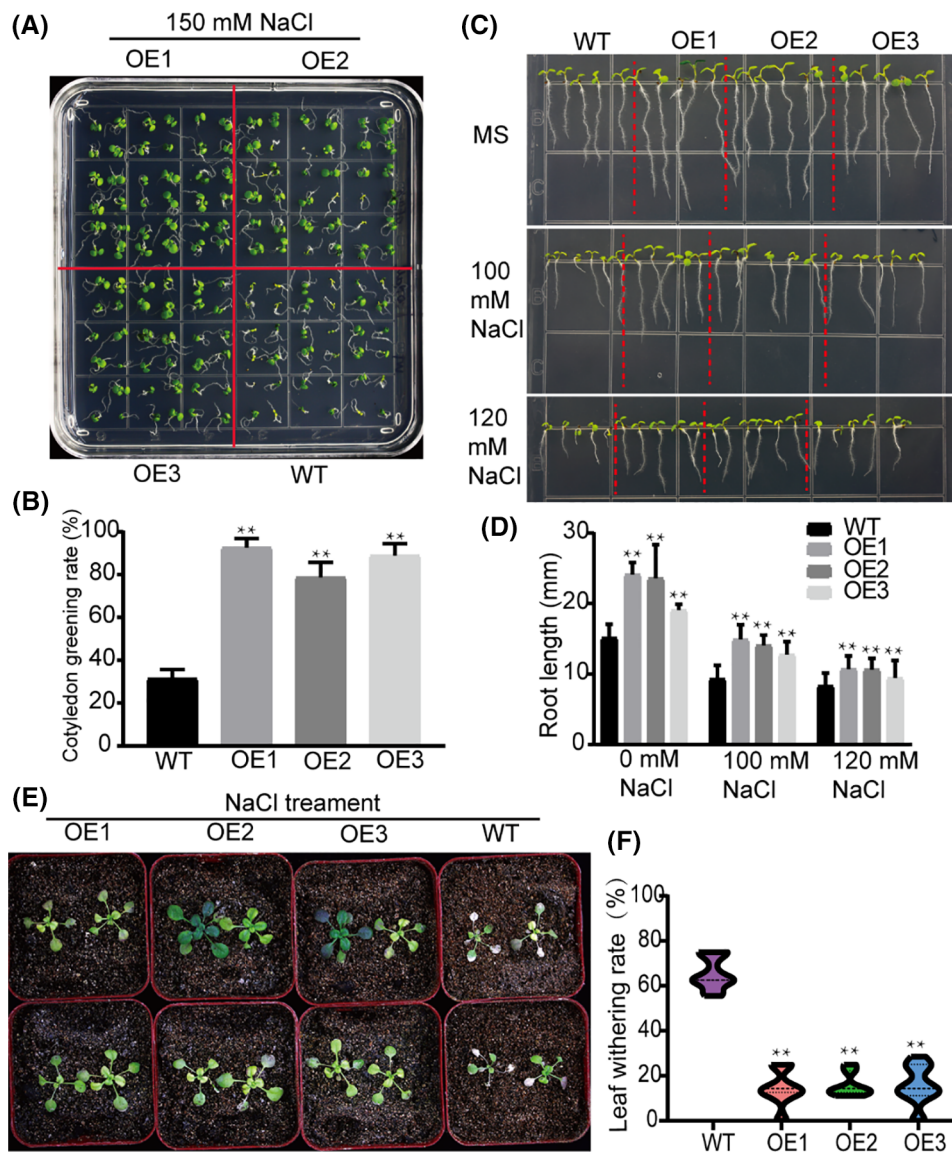 (A)
150 mM NaCl
OE1 OE2
OE3 WT
(B)
Cotyledon greening rate (%)
100
80
60
30
20
0
WT OE1 OE2 OE3
** ** **
(C)
WT OE1 OE2 OE3
MS
100
mM
NaCl
120
mM
NaCl
(D)
Root length (mm)
30
20
10
0
** ** ** ** ** ** ** ** **
WT
OE1
OE2
OE3
0 mM 100 mM 120 mM
NaCl NaCl NaCl
(E)
NaCl treament
OE1 OE2 OE3 WT
(F)
Leaf withering rate (%)
100
80
60
40
20
0
** ** **
WT OE1 OE2 OE3